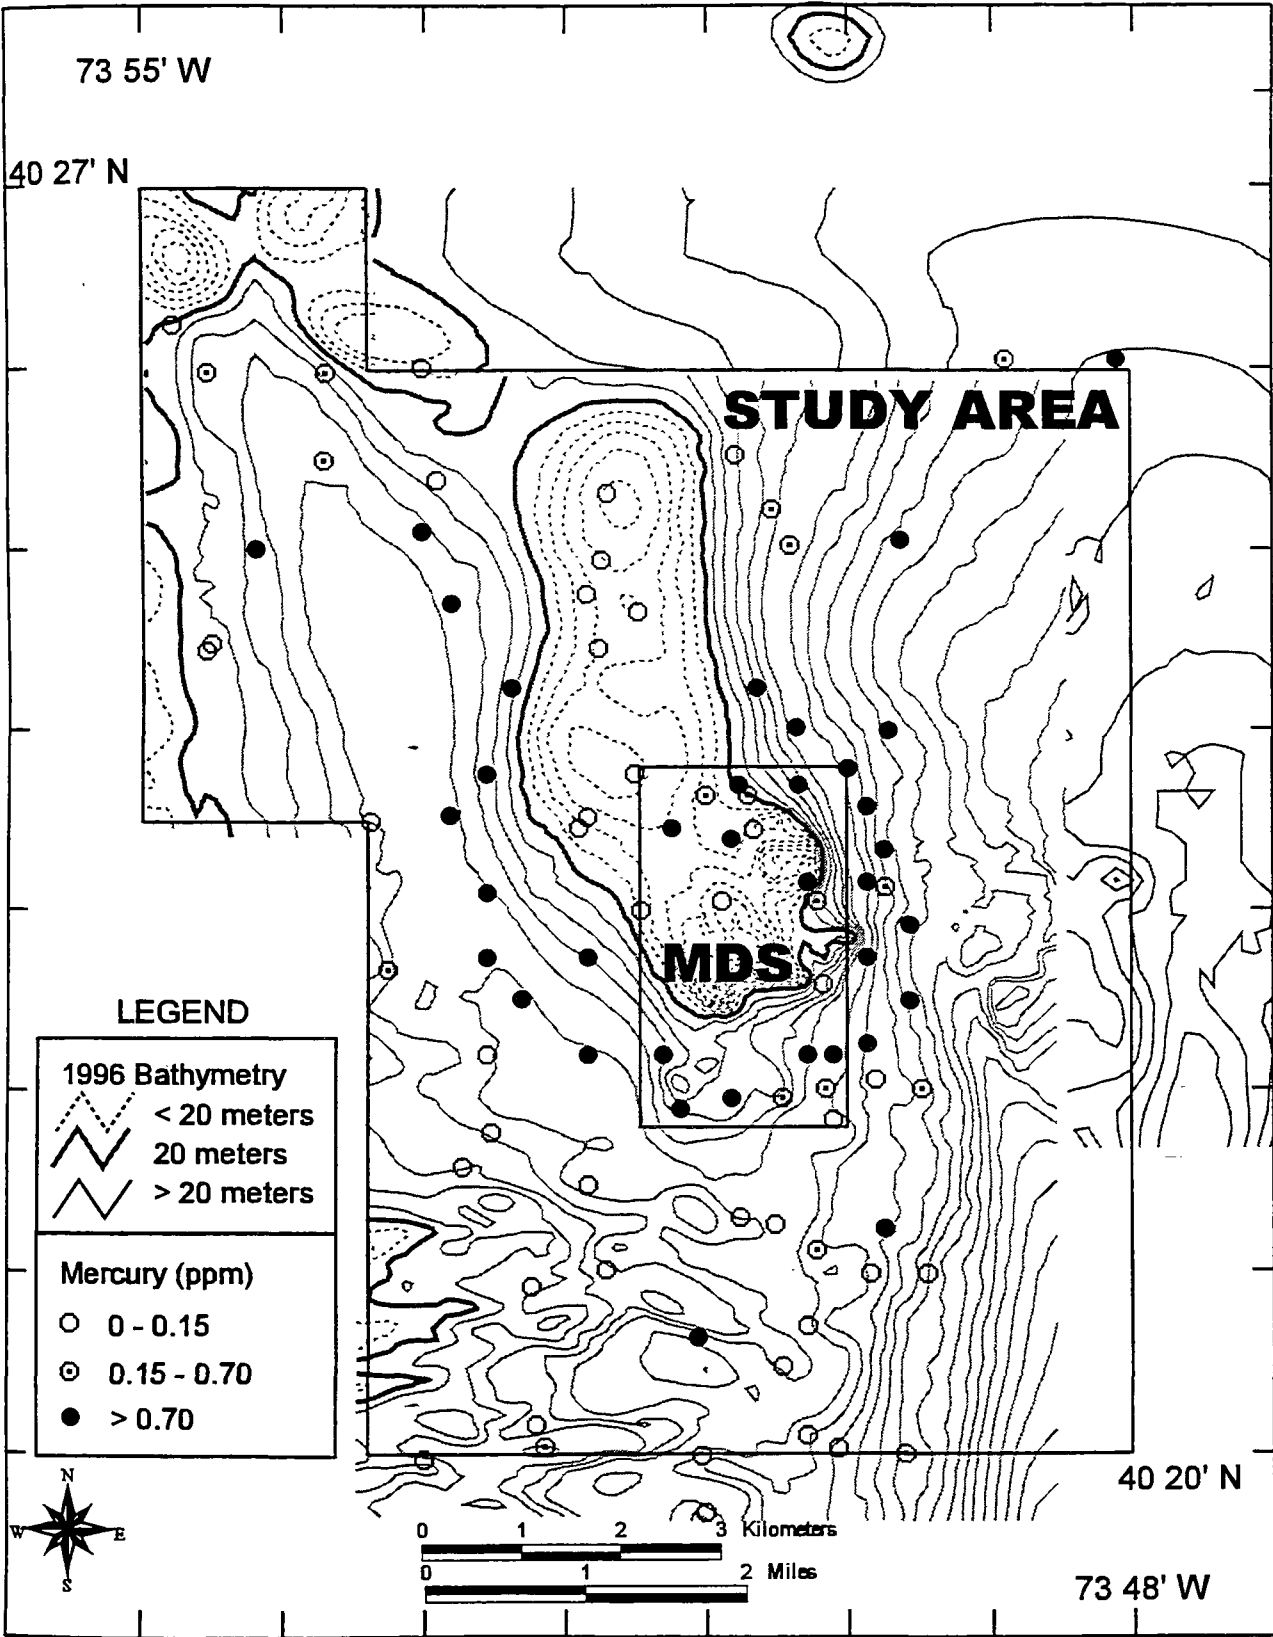 73 55' W
40 27' N
STUDY AREA
MDS
LEGEND
1996 Bathymetry
< 20 meters
20 meters
> 20 meters
Mercury (ppm)
0 - 0.15
0.15 - 0.70
> 0.70
40 20' N
N
W E
S
0 1 2 3 Kilometers
0 1 2 Miles
73 48' W